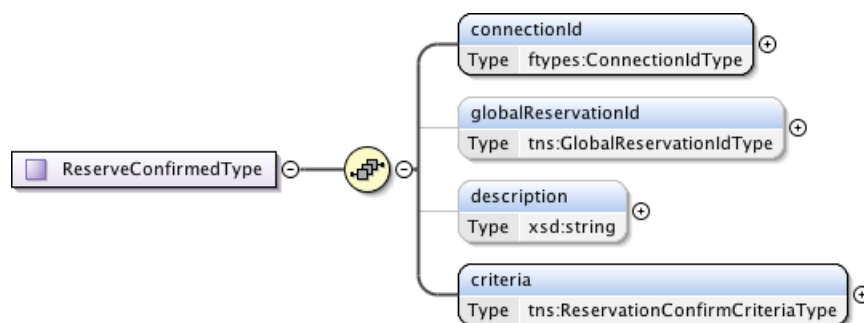 connectionId
Type ftypes:ConnectionIdType
globalReservationId
Type tns:GlobalReservationIdType
ReserveConfirmedType
description
Type xsd:string
criteria
Type tns:ReservationConfirmCriteriaType